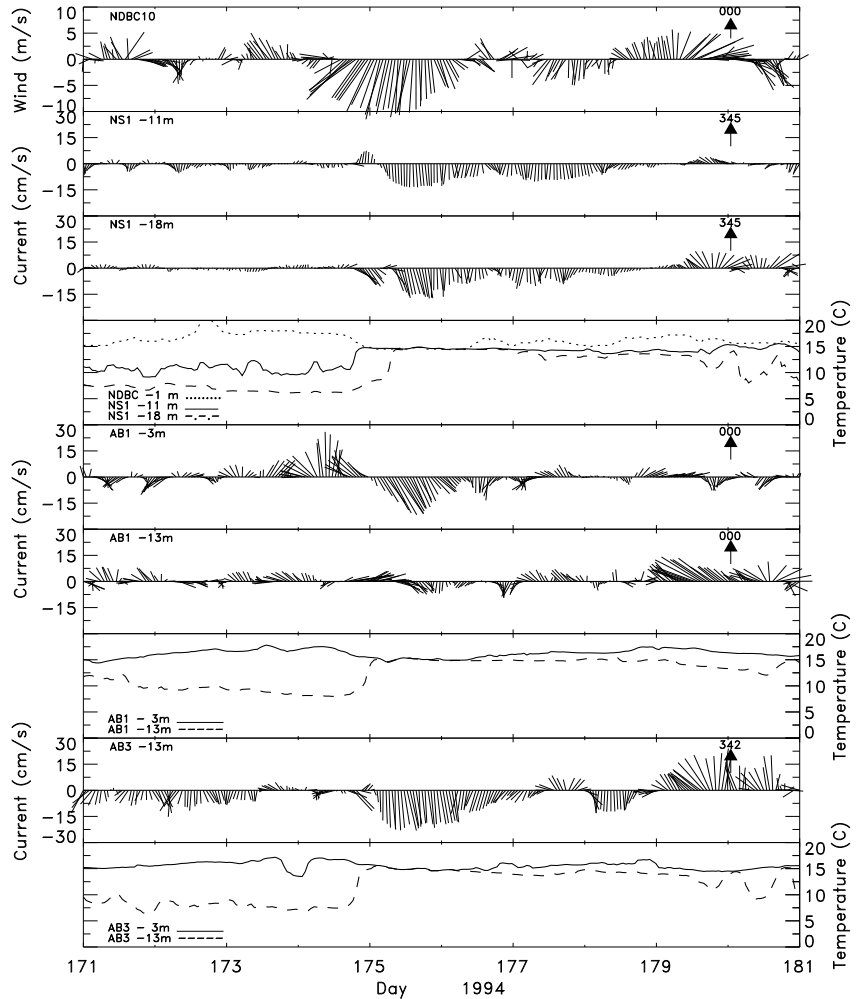 10
5
0
−5
−10
Wind (m/s)
NDBC10
000
30
15
0
−15
NS1 −11m
345
Current (cm/s)
30
15
0
−15
NS1 −18m
345
20
15
10
5
0
Temperature (C)
NDBC −1 m
NS1 −11 m
NS1 −18 m
30
15
0
−15
AB1 −3m
000
Current (cm/s)
30
15
0
−15
AB1 −13m
000
20
15
10
5
0
Temperature (C)
AB1 − 3m
AB1 −13m
30
15
0
−15
−30
Current (cm/s)
AB3 −13m
342
20
15
10
5
0
Temperature (C)
AB3 − 3m
AB3 −13m
171 173 175 177 179 181
Day 1994